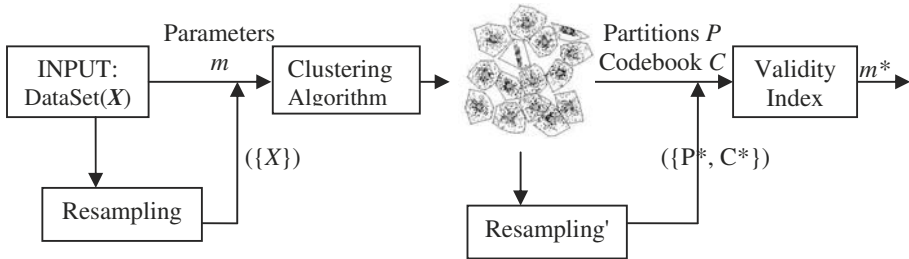 Parameters
m
INPUT:
DataSet(X)
Clustering
Algorithm
Partitions P
Codebook C
Validity
Index
m*
({X})
({P*, C*})
Resampling
Resampling'